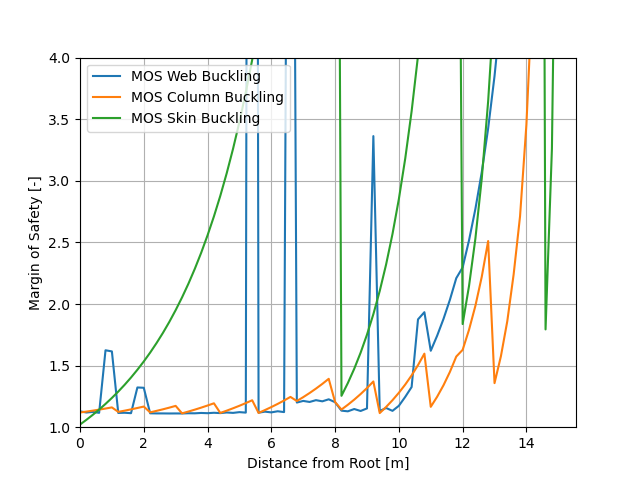 4.0
3.5
3.0
2.5
2.0
1.5
1.0
Margin of Safety [-]
MOS Web Buckling
MOS Column Buckling
MOS Skin Buckling
0 2 4 6 8 10 12 14
Distance from Root [m]